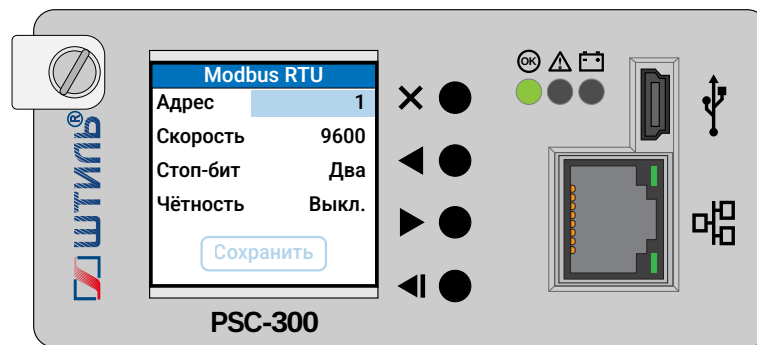 Modbus RTU
Адрес 1
Скорость 9600
Стоп-бит Два
Чётность Выкл.
Сохранить
PSC-300
ШТИЛЬ®
OK